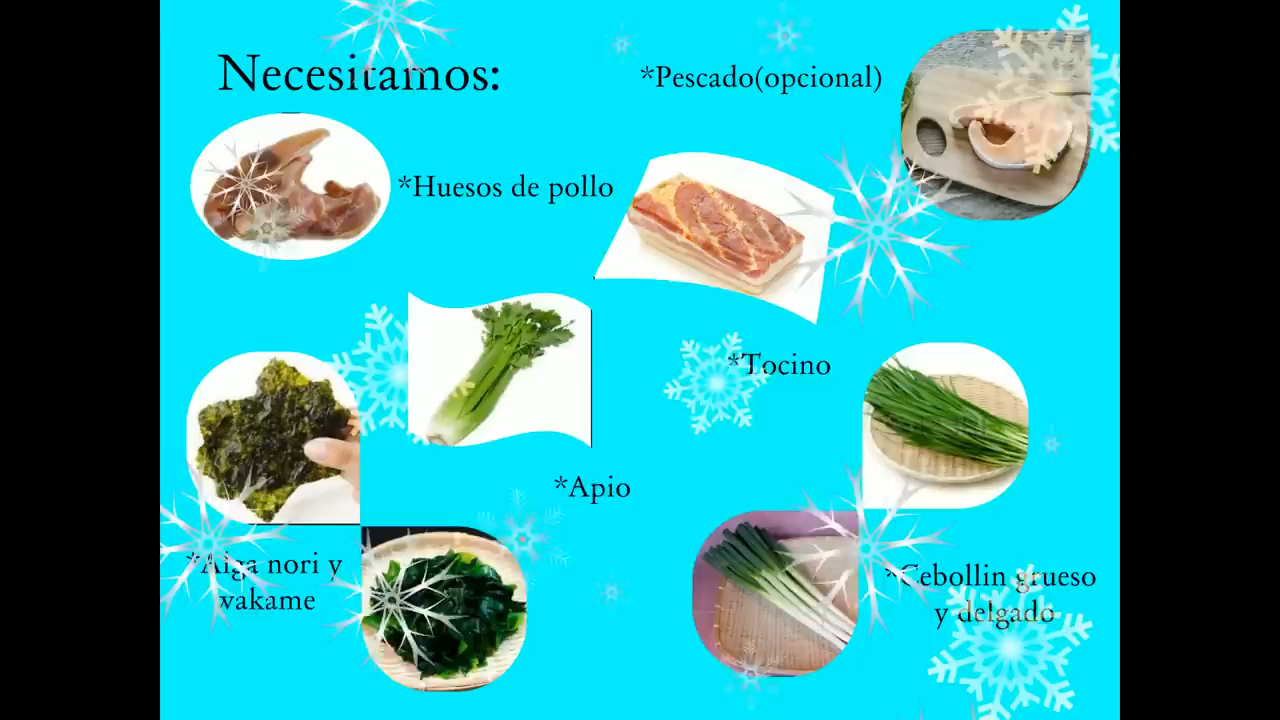 Necesitamos:
*Pescado(opcional)
*Huesos de pollo
*Tocino
*Apio
*Alga nori y
wakame
*Cebollin grueso
y delgado